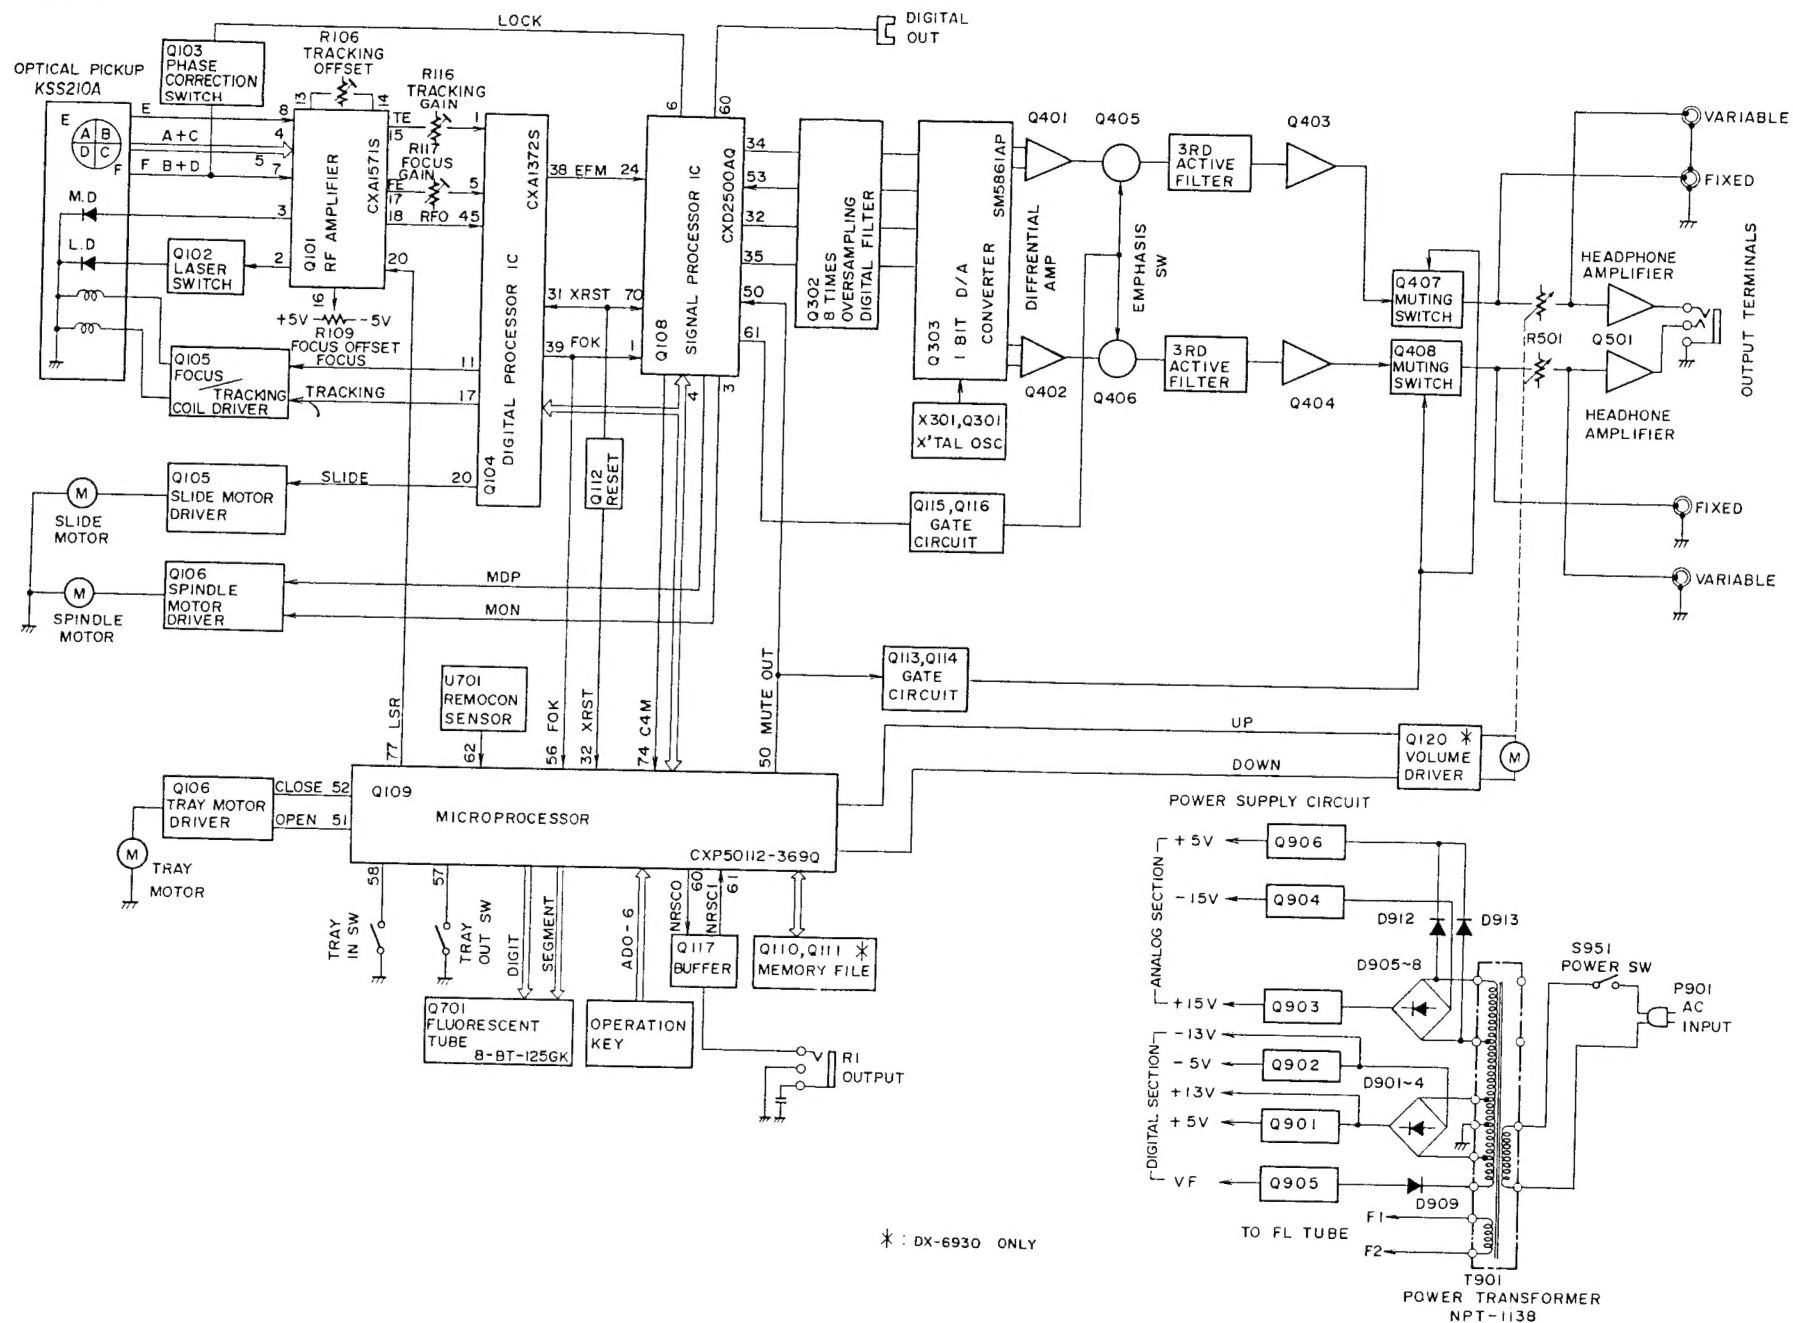 LOCK
DIGITAL
OUT
Q103
PHASE
CORRECTION
SWITCH
R106
TRACKING
OFFSET
13
14
OPTICAL PICKUP
KSS210A
R116
TRACKING
GAIN
E
E
8
A+C
4
5
F
F B+D
7
A B
D C
M.D
3
L.D
2
Q102
LASER
SWITCH
Q101
RF AMPLIFIER
CXA1571S
TE
15
1
R117
FOCUS
GAIN
FE
17
5
18
RFO
45
20
16
+5V
-5V
R109
FOCUS OFFSET
FOCUS
11
Q105
FOCUS
/TRACKING
COIL DRIVER
TRACKING
17
Q104
DIGITAL PROCESSOR IC
CXA1372S
38 EFM 24
31 XRST 70
39 FOK 1
Q108
SIGNAL PROCESSOR IC
CXD2500AQ
6
60
34
53
32
35
50
61
4
3
Q302
8 TIMES
OVERSAMPLING
DIGITAL FILTER
Q303
1 BIT D/A
CONVERTER
SM5861AP
X301,Q301
X'TAL OSC
Q401
Q405
Q402
Q406
DIFFRENTIAL
AMP
EMPHASIS
SW
3RD
ACTIVE
FILTER
Q403
3RD
ACTIVE
FILTER
Q404
Q407
MUTING
SWITCH
Q408
MUTING
SWITCH
VARIABLE
FIXED
HEADPHONE
AMPLIFIER
R501
Q501
HEADHONE
AMPLIFIER
OUTPUT TERMINALS
FIXED
VARIABLE
Q112
RESET
Q115,Q116
GATE
CIRCUIT
Q105
SLIDE MOTOR
DRIVER
SLIDE
20
M
SLIDE
MOTOR
Q106
SPINDLE
MOTOR
DRIVER
MDP
MON
M
SPINDLE
MOTOR
U701
REMOCON
SENSOR
Q113,Q114
GATE
CIRCUIT
77 LSR
62
56 FOK
32 XRST
74 C4M
50 MUTE OUT
UP
DOWN
Q120 *
VOLUME
DRIVER
M
Q106
TRAY MOTOR
DRIVER
CLOSE 52
OPEN 51
M
TRAY
MOTOR
Q109
MICROPROCESSOR
CXP50112-369Q
58
57
TRAY
IN SW
TRAY
OUT SW
DIGIT
SEGMENT
AD0-6
NRSCO
60
NRSCI
61
Q117
BUFFER
Q110,Q111 *
MEMORY FILE
Q701
FLUORESCENT
TUBE
8-BT-125GK
OPERATION
KEY
R1
OUTPUT
POWER SUPPLY CIRCUIT
ANALOG SECTION
+5V
Q906
-15V
Q904
D912
D913
D905~8
+15V
Q903
DIGITAL SECTION
-13V
-5V
Q902
D901~4
+13V
+5V
Q901
VF
Q905
D909
TO FL TUBE
F1
F2
S951
POWER SW
P901
AC
INPUT
T901
POWER TRANSFORMER
NPT-1138
* : DX-6930 ONLY